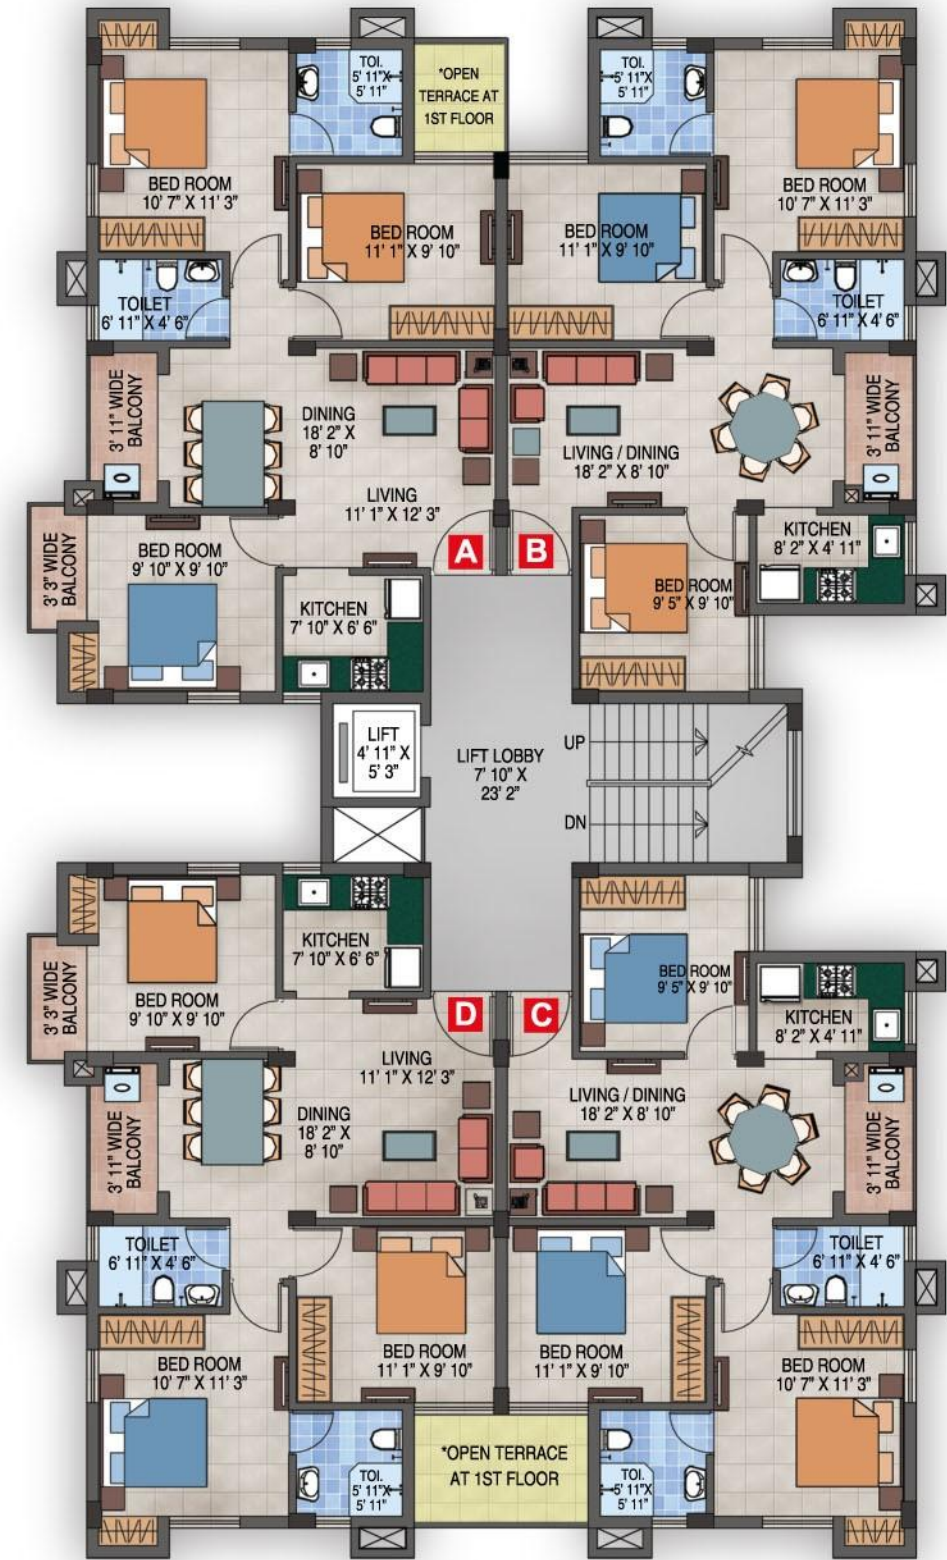 TOI.
5' 11"X
5' 11"
*OPEN
TERRACE AT
1ST FLOOR
TOI.
5' 11"X
5' 11"
BED ROOM
10' 7" X 11' 3"
BED ROOM
11' 1" X 9' 10"
BED ROOM
11' 1" X 9' 10"
BED ROOM
10' 7" X 11' 3"
TOILET
6' 11" X 4' 6"
TOILET
6' 11" X 4' 6"
3' 11" WIDE
BALCONY
DINING
18' 2" X
8' 10"
LIVING / DINING
18' 2" X 8' 10"
3' 11" WIDE
BALCONY
LIVING
11' 1" X 12' 3"
3' 3" WIDE
BALCONY
BED ROOM
9' 10" X 9' 10"
A
B
KITCHEN
8' 2" X 4' 11"
KITCHEN
7' 10" X 6' 6"
BED ROOM
9' 5" X 9' 10"
LIFT
4' 11" X
5' 3"
LIFT LOBBY
7' 10" X
23' 2"
UP
DN
KITCHEN
7' 10" X 6' 6"
BED ROOM
9' 5" X 9' 10"
3' 3" WIDE
BALCONY
BED ROOM
9' 10" X 9' 10"
D
C
KITCHEN
8' 2" X 4' 11"
LIVING
11' 1" X 12' 3"
LIVING / DINING
18' 2" X 8' 10"
3' 11" WIDE
BALCONY
DINING
18' 2" X
8' 10"
3' 11" WIDE
BALCONY
TOILET
6' 11" X 4' 6"
TOILET
6' 11" X 4' 6"
BED ROOM
10' 7" X 11' 3"
BED ROOM
11' 1" X 9' 10"
BED ROOM
11' 1" X 9' 10"
BED ROOM
10' 7" X 11' 3"
TOI.
5' 11"X
5' 11"
*OPEN TERRACE
AT 1ST FLOOR
TOI.
5' 11"X
5' 11"